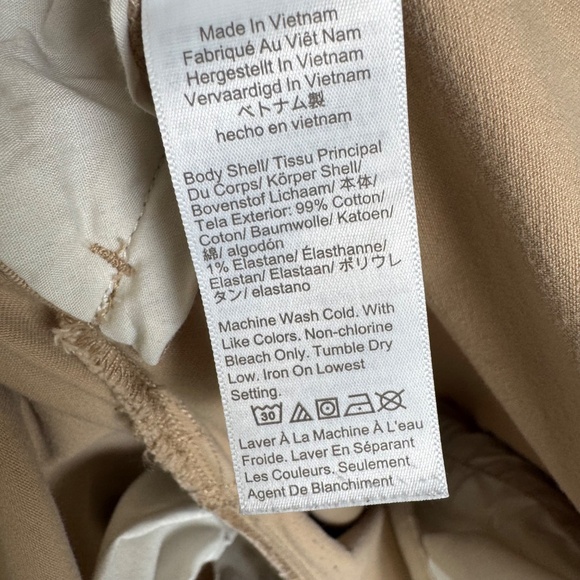 Made In Vietnam
Fabriqué Au Viêt Nam
Hergestellt In Vietnam
Vervaardigd In Vietnam
ベトナム製
hecho en vietnam
Body Shell/ Tissu Principal
Du Corps/ Körper Shell/
Bovenstof Lichaam/ 本体/
Tela Exterior: 99% Cotton/
Coton/ Baumwolle/ Katoen/
綿/ algodón
1% Elastane/ Élasthanne/
Elastan/ Elastaan/ ポリウレ
タン/ elastano
Machine Wash Cold. With
Like Colors. Non-chlorine
Bleach Only. Tumble Dry
Low. Iron On Lowest
Setting.
30
Laver À La Machine À L'eau
Froide. Laver En Séparant
Les Couleurs. Seulement
Agent De Blanchiment